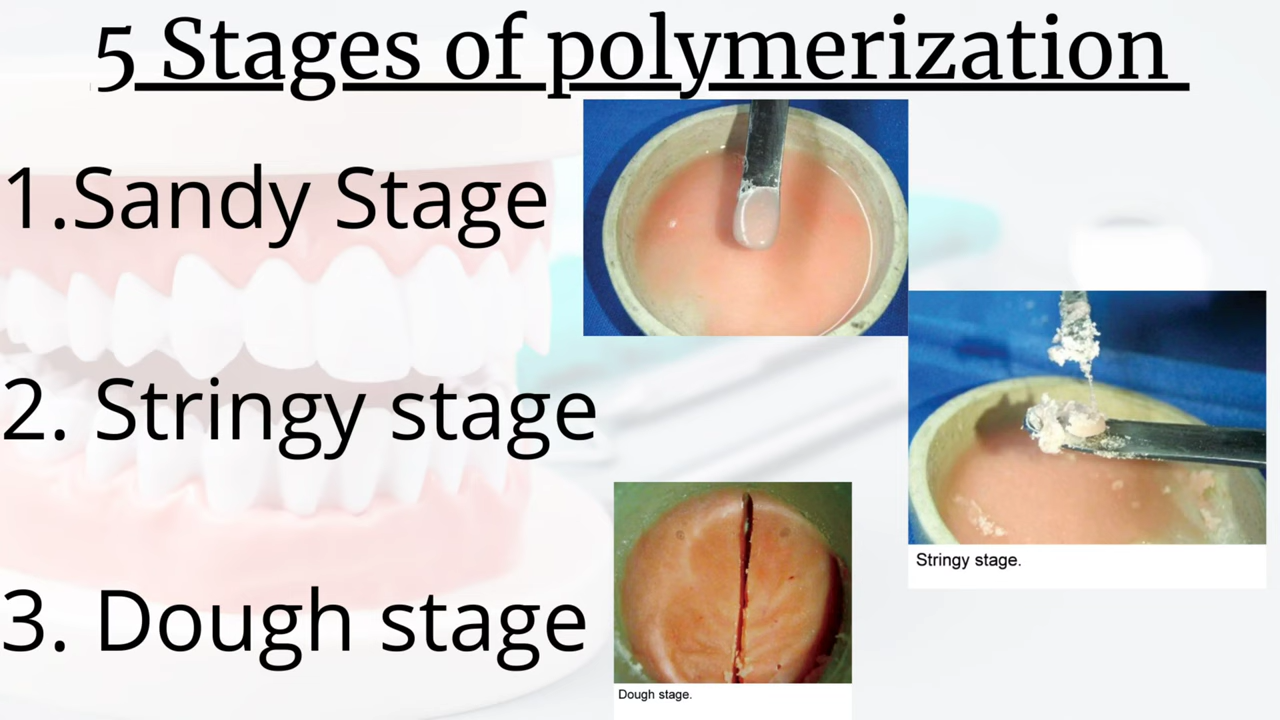 5 Stages of polymerization
1.Sandy Stage
2. Stringy stage
Stringy stage.
3. Dough stage
Dough stage.